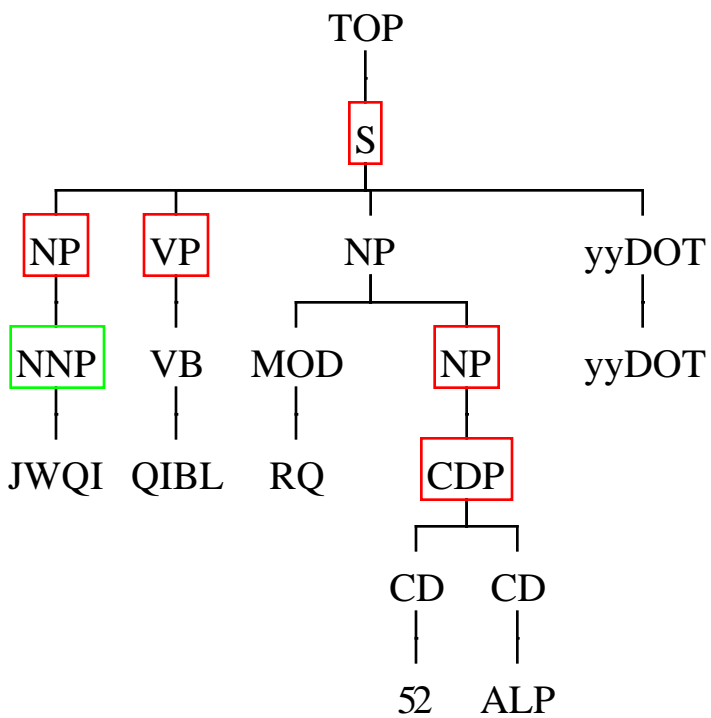 TOP
S
NP VP NP yyDOT
NNP VB MOD NP yyDOT
JWQI QIBL RQ CDP
CD CD
52 ALP